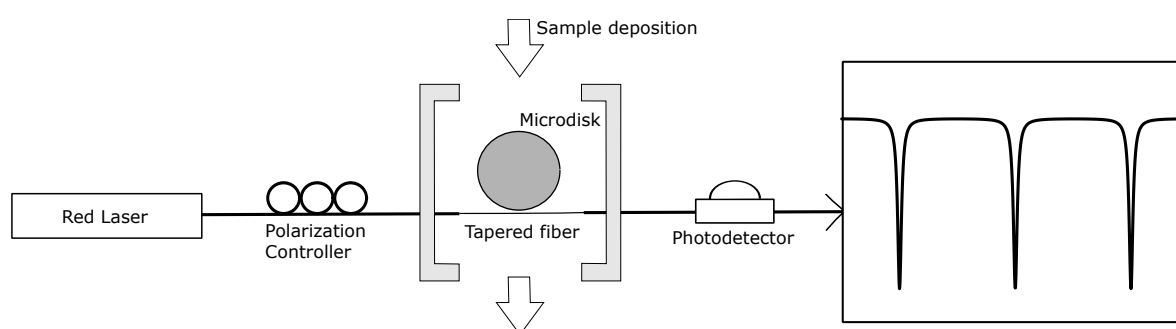 Sample deposition
Microdisk
Red Laser
Polarization
Controller
Tapered fiber
Photodetector